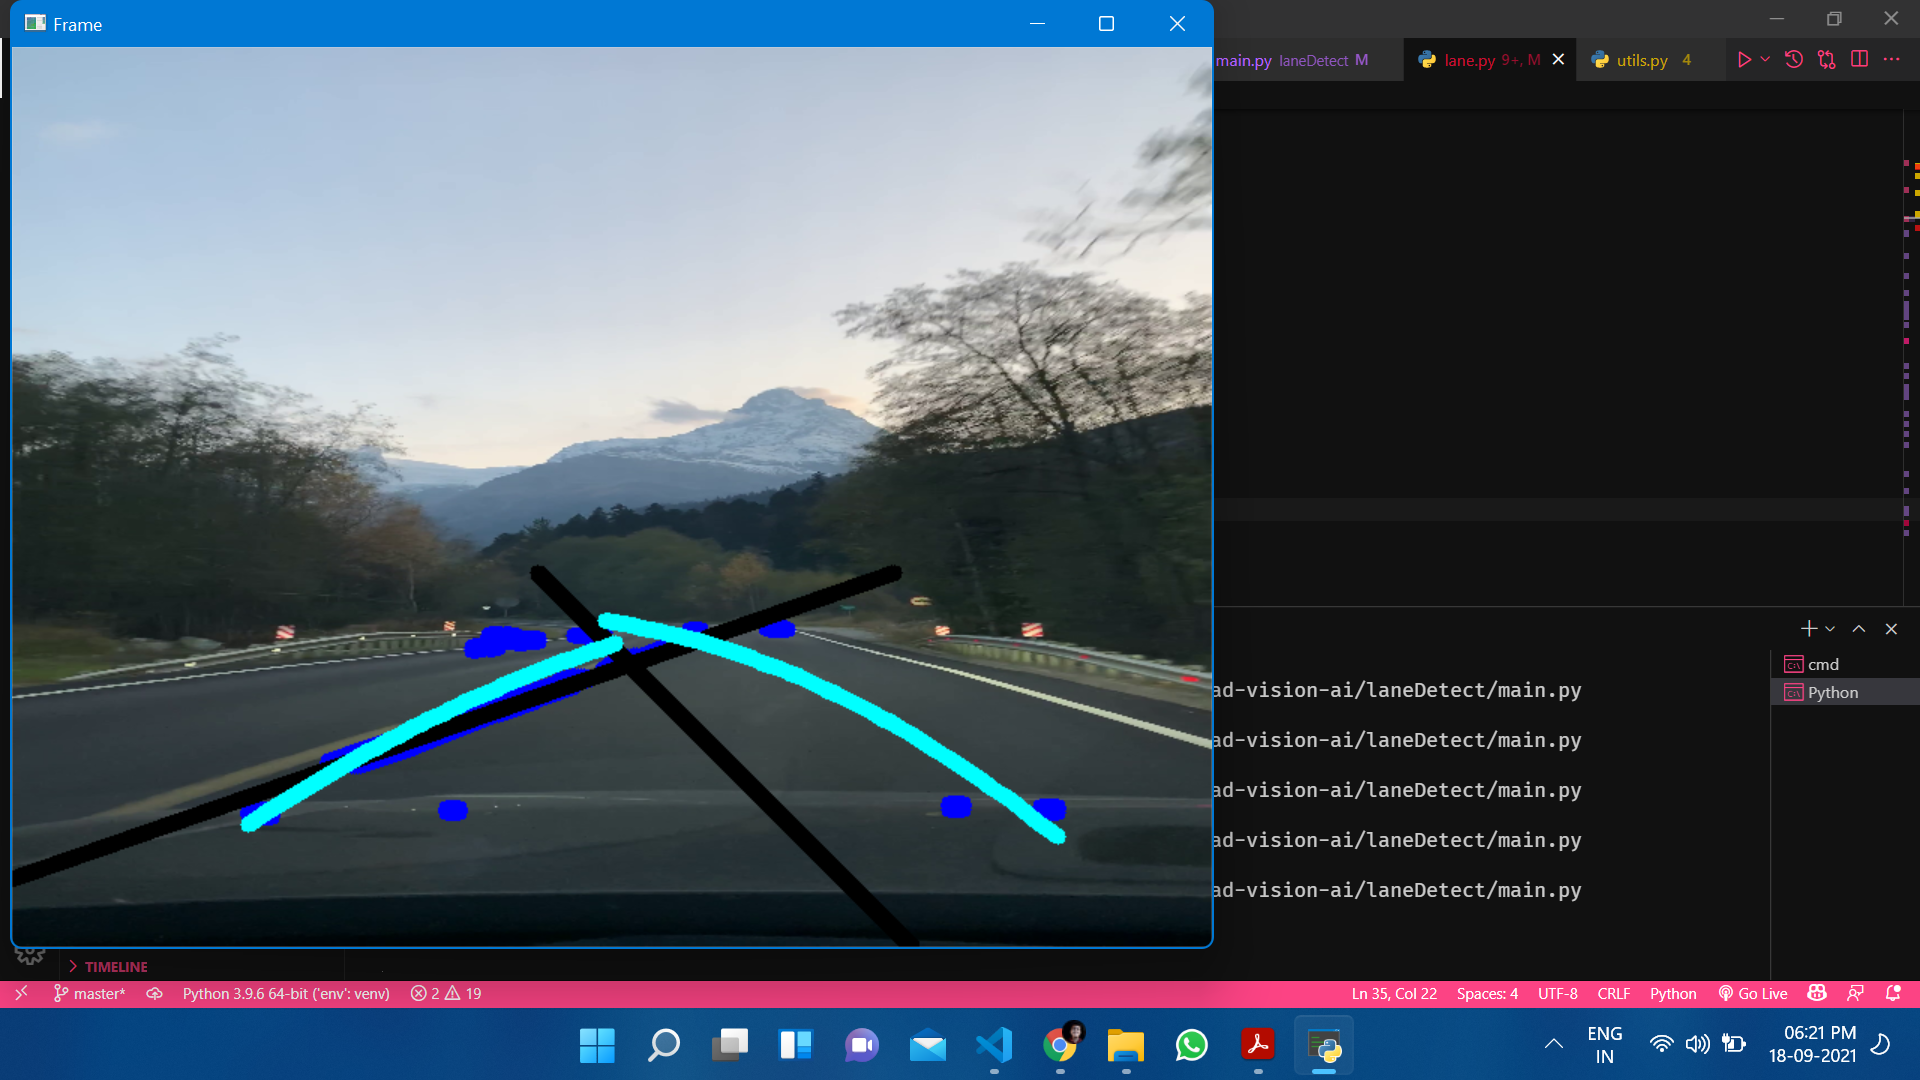 Frame
main.py laneDetect M
lane.py 9+, M
utils.py 4
cmd
Python
ad-vision-ai/laneDetect/main.py
ad-vision-ai/laneDetect/main.py
ad-vision-ai/laneDetect/main.py
ad-vision-ai/laneDetect/main.py
ad-vision-ai/laneDetect/main.py
TIMELINE
master* Python 3.9.6 64-bit ('env': venv) 2 19 Ln 35, Col 22 Spaces: 4 UTF-8 CRLF Python Go Live
ENG
IN
06:21 PM
18-09-2021